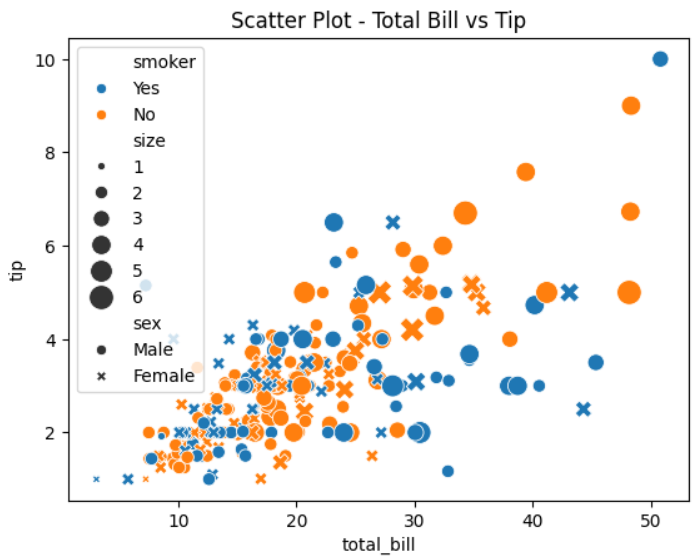 Scatter Plot - Total Bill vs Tip
smoker
Yes
No
size
1
2
3
4
5
6
sex
Male
Female
10
8
6
4
2
tip
10
20
30
40
50
total_bill